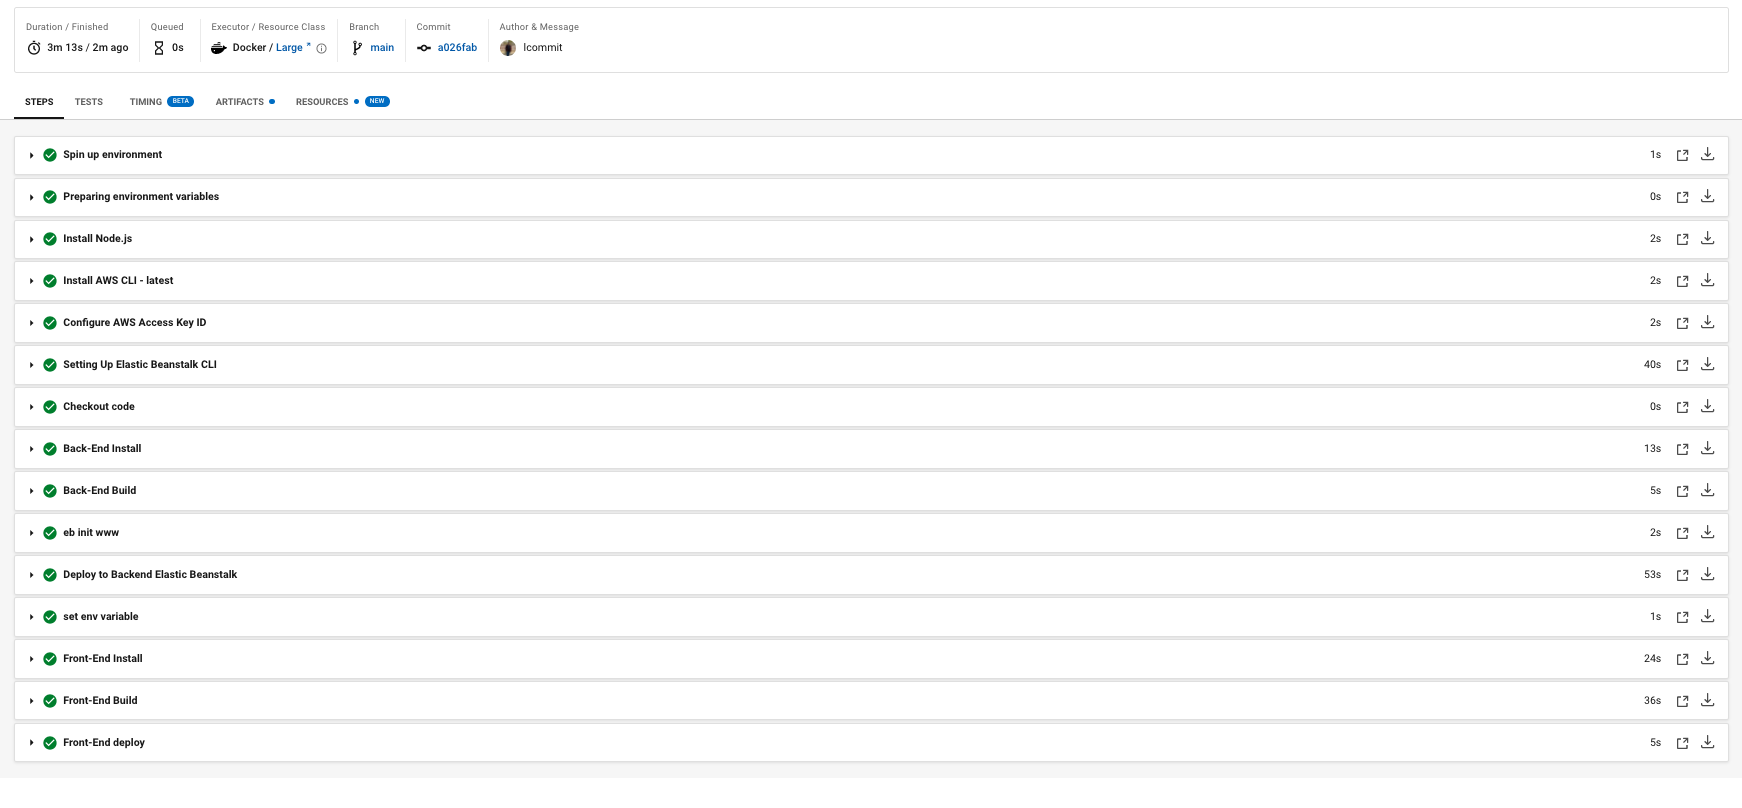 Duration / Finished Queued Executor / Resource Class Branch Commit Author & Message
3m 13s / 2m ago 0s Docker / Large main a026fab lcommit
STEPS TESTS TIMING BETA ARTIFACTS RESOURCES NEW
Spin up environment 1s
Preparing environment variables 0s
Install Node.js 2s
Install AWS CLI - latest 2s
Configure AWS Access Key ID 2s
Setting Up Elastic Beanstalk CLI 40s
Checkout code 0s
Back-End Install 13s
Back-End Build 5s
eb init www 2s
Deploy to Backend Elastic Beanstalk 53s
set env variable 1s
Front-End Install 24s
Front-End Build 36s
Front-End deploy 5s